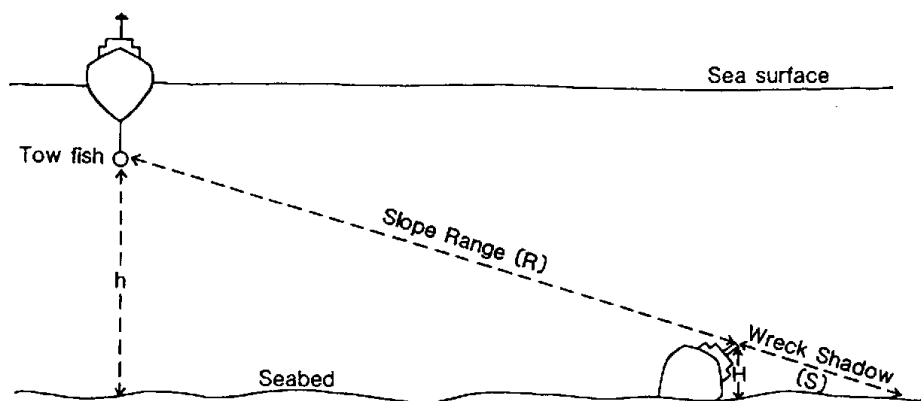 Sea surface
Tow fish
Slope Range (R)
h
Wreck Shadow
(S)
H
Seabed